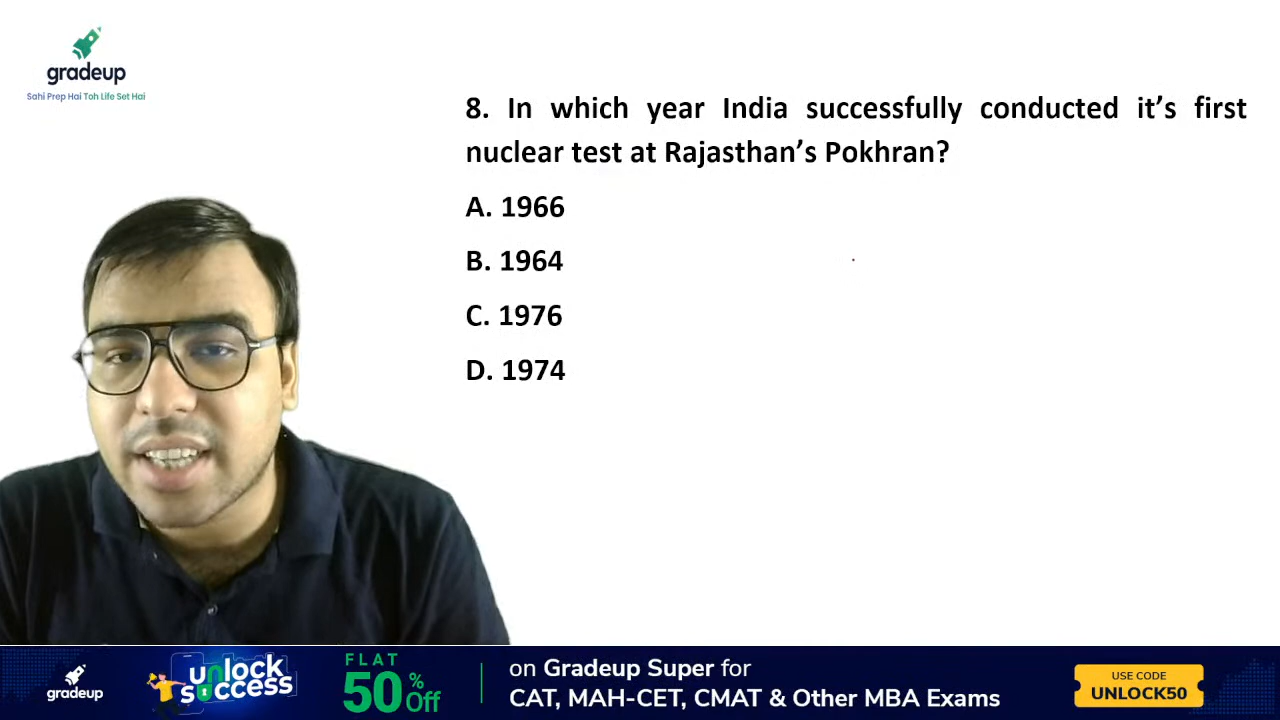 gradeup
Sahi Prep Hai Toh Life Set Hai
8. In which year India successfully conducted it’s first
nuclear test at Rajasthan’s Pokhran?
A. 1966
B. 1964
C. 1976
D. 1974
gradeup
unlock
success
FLAT
50% Off
on Gradeup Super for
CAT, MAH-CET, CMAT & Other MBA Exams
USE CODE
UNLOCK50